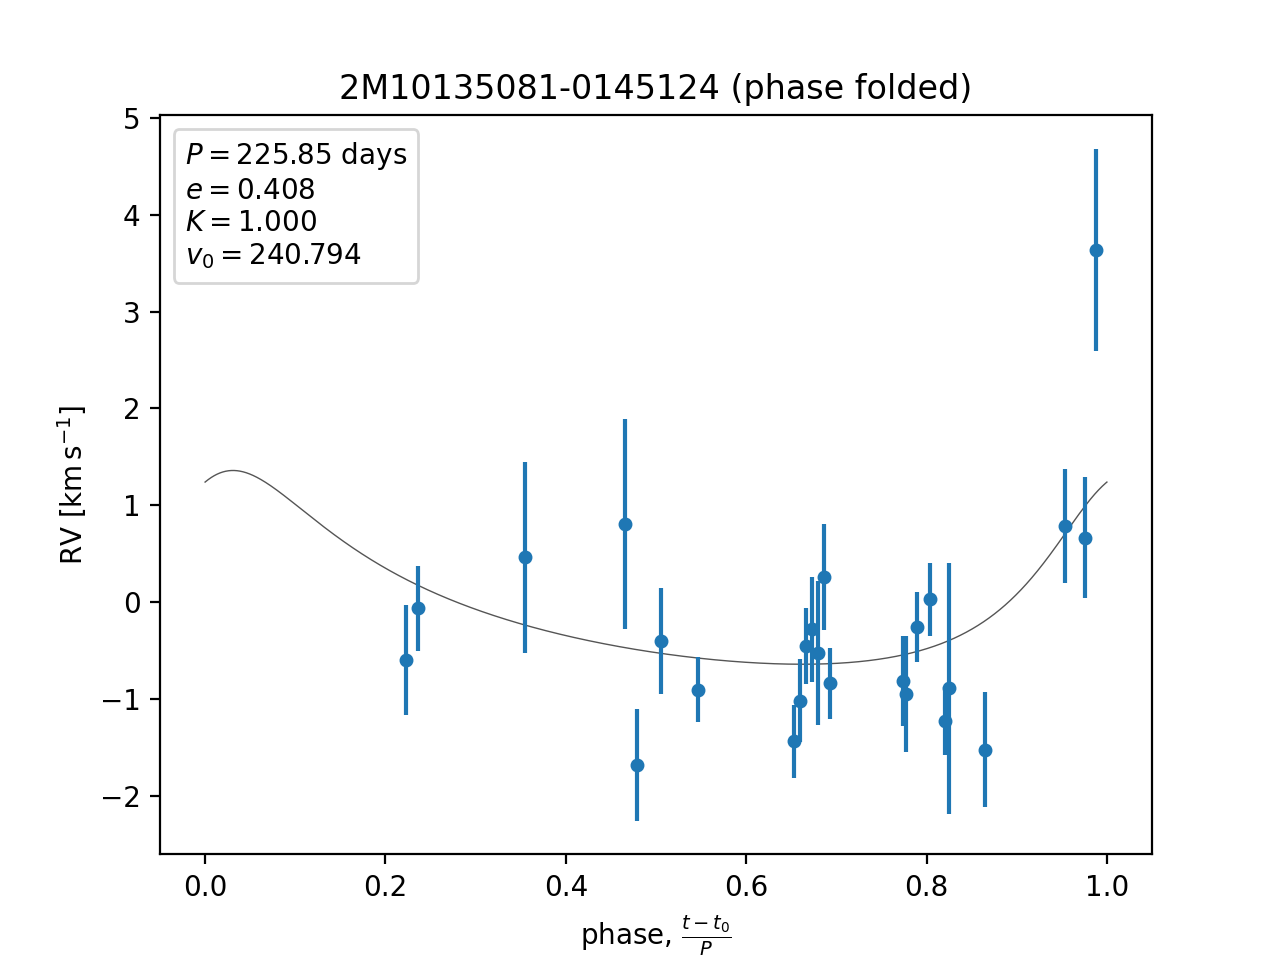 2M10135081-0145124 (phase folded)
P = 225.85 days
e = 0.408
K = 1.000
v₀ = 240.794
5
4
3
2
1
0
−1
−2
RV [km s⁻¹]
0.0 0.2 0.4 0.6 0.8 1.0
phase, (t − t₀)/P